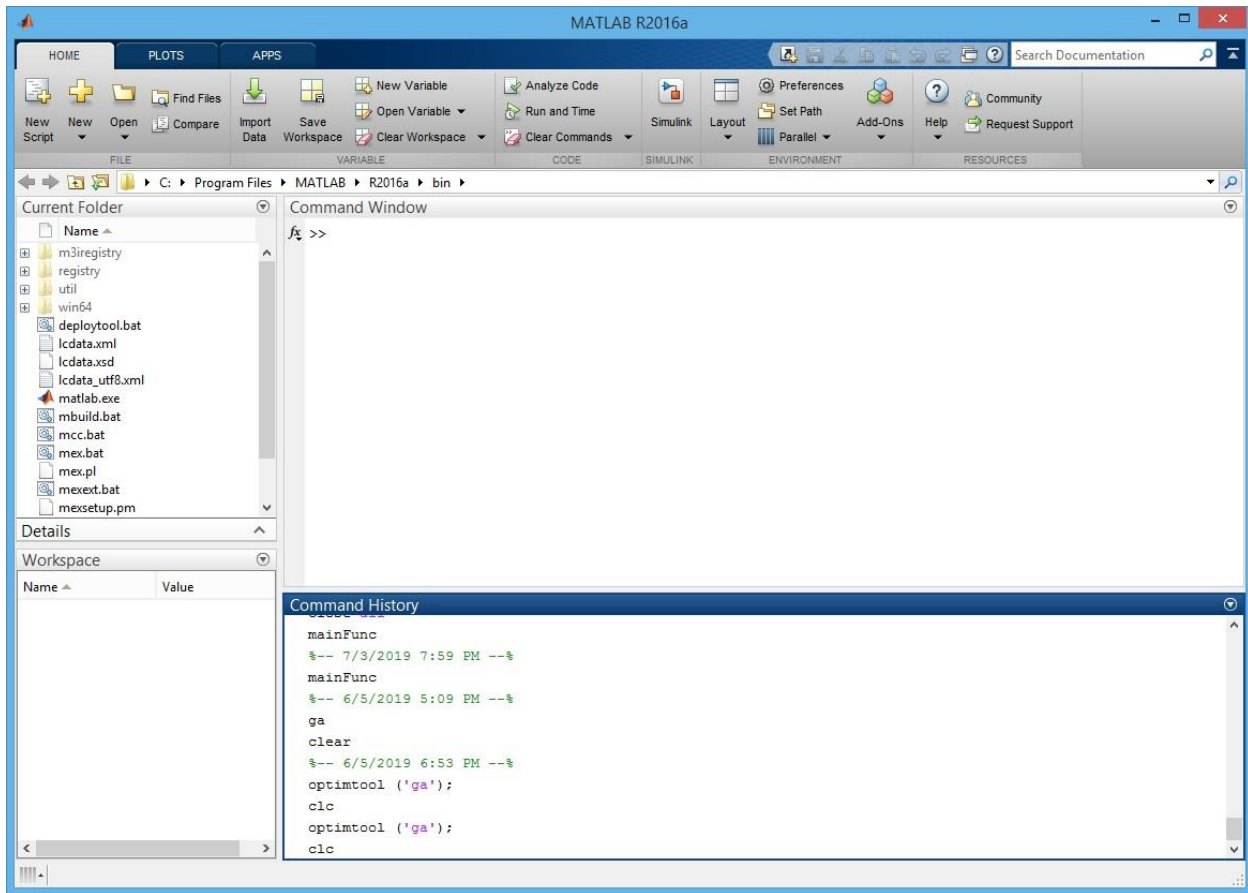 MATLAB R2016a
HOME PLOTS APPS
Search Documentation
New Script
New
Open
Find Files
Compare
Import Data
Save Workspace
New Variable
Open Variable
Clear Workspace
Analyze Code
Run and Time
Clear Commands
Simulink
Layout
Preferences
Set Path
Parallel
Add-Ons
Help
Community
Request Support
FILE VARIABLE CODE SIMULINK ENVIRONMENT RESOURCES
C: Program Files MATLAB R2016a bin
Current Folder
Name
m3iregistry
registry
util
win64
deploytool.bat
lcdata.xml
lcdata.xsd
lcdata_utf8.xml
matlab.exe
mbuild.bat
mcc.bat
mex.bat
mex.pl
mexext.bat
mexsetup.pm
Details
Workspace
Name Value
Command Window
fx >>
Command History
close all
mainFunc
%-- 7/3/2019 7:59 PM --%
mainFunc
%-- 6/5/2019 5:09 PM --%
ga
clear
%-- 6/5/2019 6:53 PM --%
optimtool ('ga');
clc
optimtool ('ga');
clc